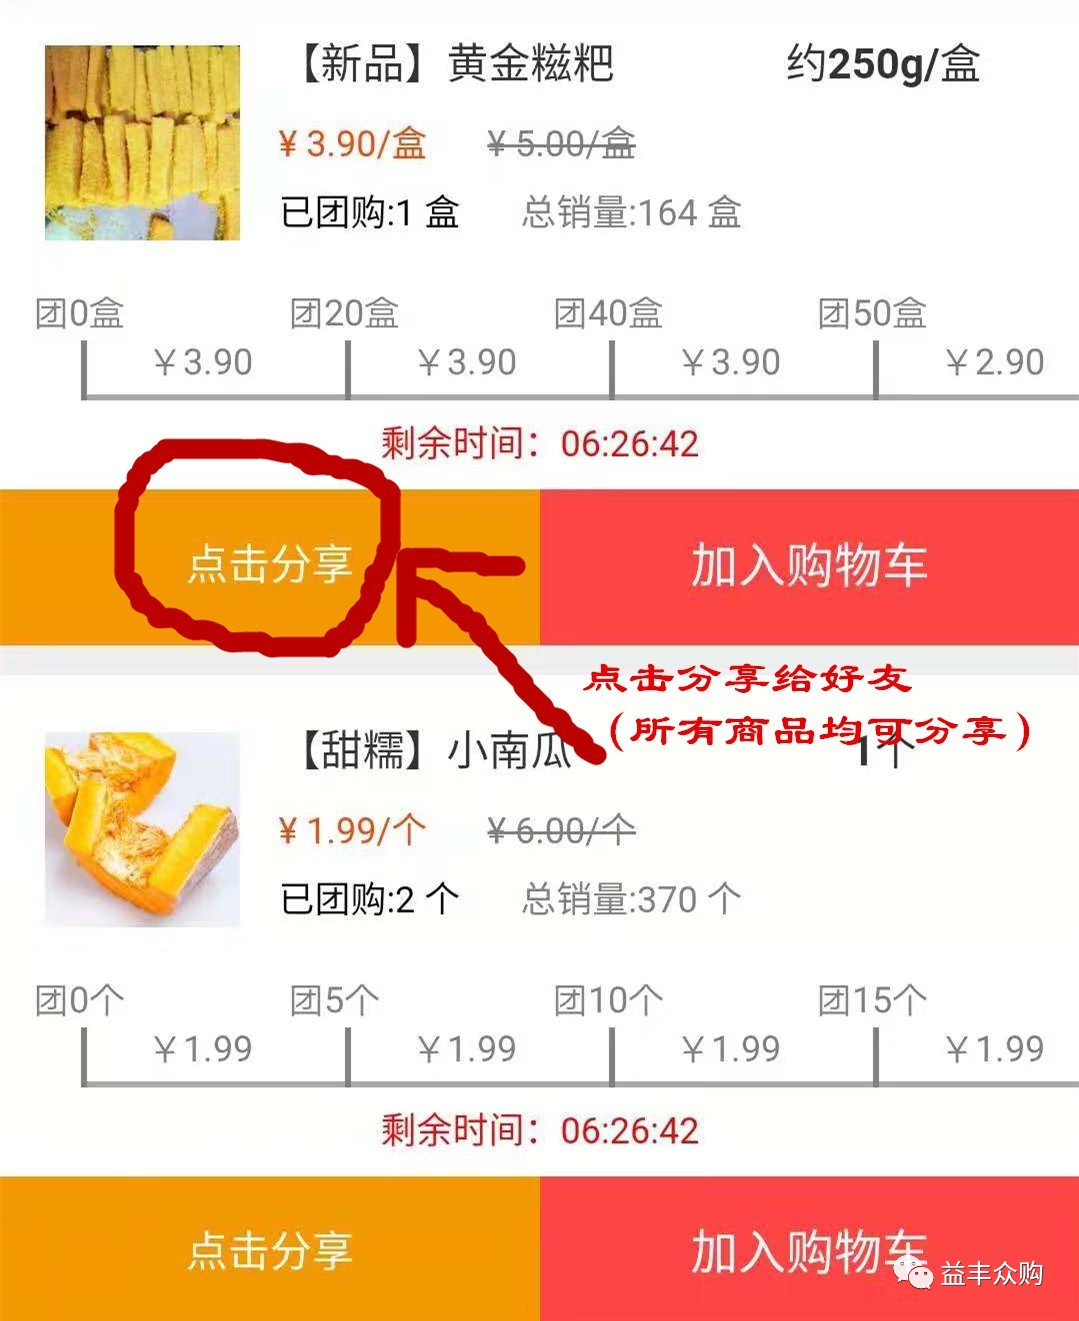 【新品】黄金糍粑 约250g/盒
¥3.90/盒 ¥5.00/盒
已团购:1 盒 总销量:164 盒
团0盒 团20盒 团40盒 团50盒
￥3.90 ￥3.90 ￥3.90 ￥2.90
剩余时间：06:26:42
点击分享 加入购物车
点击分享给好友
（所有商品均可分享）
【甜糯】小南瓜 1个
¥1.99/个 ¥6.00/个
已团购:2 个 总销量:370 个
团0个 团5个 团10个 团15个
￥1.99 ￥1.99 ￥1.99 ￥1.99
剩余时间：06:26:42
点击分享 加入购物车
益丰众购